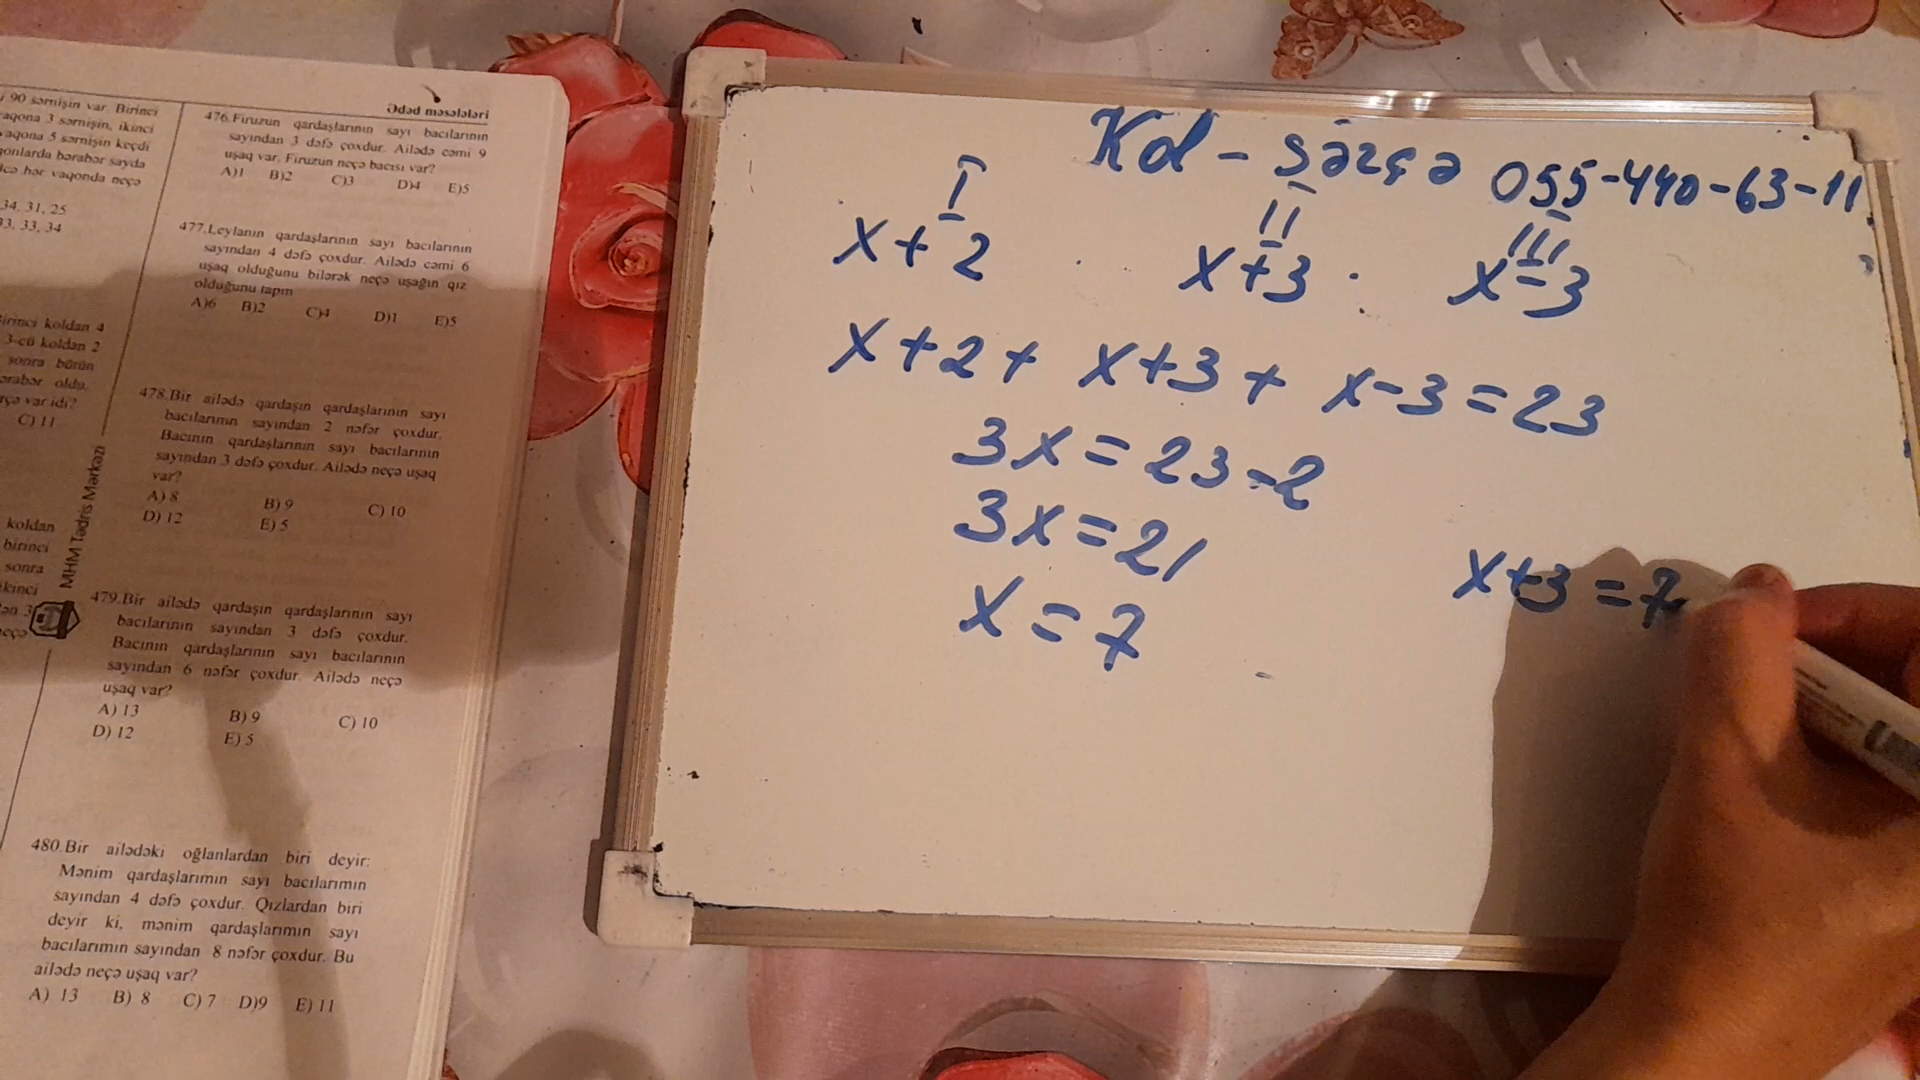 90 sərnişin var. Birinci
vaqona 3 sərnişin, ikinci
vaqona 5 sərnişin keçdi
bərabər sayda
hər vaqonda neçə
34, 31, 25
33, 33, 34
Birinci koldan 4
3-cü koldan 2
sonra bütün
oldu.
var idi?
C) 11
koldan
birinci
sonra
MHM Tədris Mərkəzi
Ədəd məsələləri
476.Firuzun qardaşlarının sayı bacılarının
sayından 3 dəfə çoxdur. Ailədə cəmi 9
uşaq var. Firuzun neçə bacısı var?
A)1 B)2 C)3 D)4 E)5
477.Leylanın qardaşlarının sayı bacılarının
sayından 4 dəfə çoxdur. Ailədə cəmi 6
uşaq olduğunu bilərək neçə uşağın qız
olduğunu tapın
A)6 B)2 C)4 D)1 E)5
478.Bir ailədə qardaşın qardaşlarının sayı
bacılarının sayından 2 nəfər çoxdur.
Bacının qardaşlarının sayı bacılarının
sayından 3 dəfə çoxdur. Ailədə neçə uşaq
var?
A) 8 B) 9 C) 10
D) 12 E) 5
479.Bir ailədə qardaşın qardaşlarının sayı
bacılarının sayından 3 dəfə çoxdur.
Bacının qardaşlarının sayı bacılarının
sayından 6 nəfər çoxdur. Ailədə neçə
uşaq var?
A) 13 B) 9 C) 10
D) 12 E) 5
480.Bir ailədəki oğlanlardan biri deyir:
Mənim qardaşlarımın sayı bacılarımın
sayından 4 dəfə çoxdur. Qızlardan biri
deyir ki, mənim qardaşlarımın sayı
bacılarımın sayından 8 nəfər çoxdur. Bu
ailədə neçə uşaq var?
A) 13 B) 8 C) 7 D)9 E) 11
Kol - 055-440-63-11
I II III
x+2 x+3 x-3
x+2+ x+3+ x-3=23
3x=23-2
3x=21
x=7
x+3=7